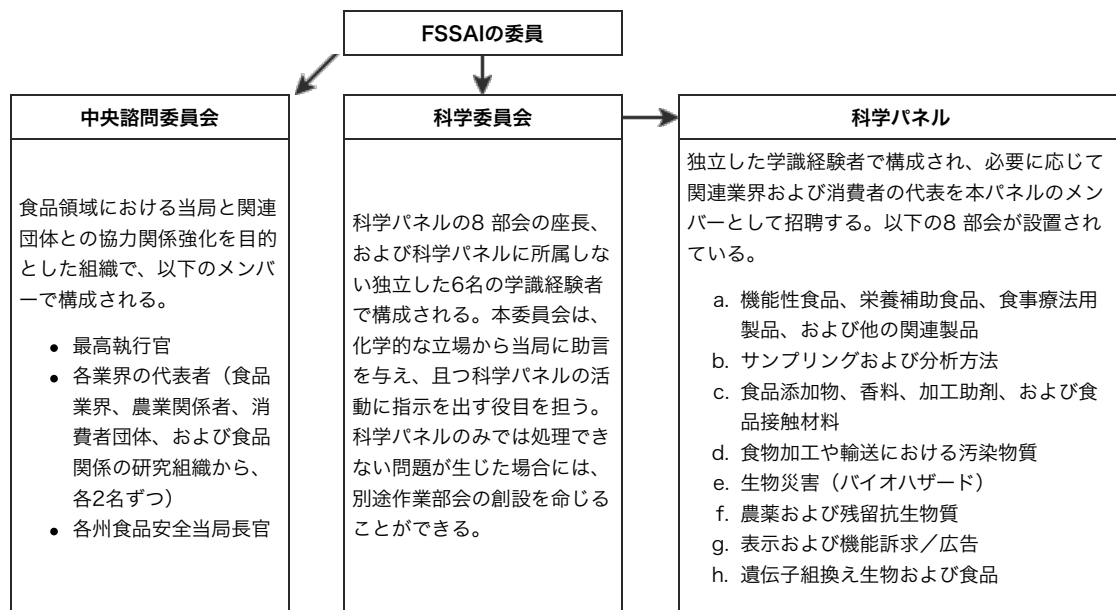 FSSAIの委員
中央諮問委員会
食品領域における当局と関連
団体との協力関係強化を目的
とした組織で、以下のメンバ
ーで構成される。
● 最高執行官
● 各業界の代表者（食品
業界、農業関係者、消
費者団体、および食品
関係の研究組織から、
各2名ずつ）
● 各州食品安全当局長官
科学委員会
科学パネルの8 部会の座長、
および科学パネルに所属しな
い独立した6名の学識経験者
で構成される。本委員会は、
化学的な立場から当局に助言
を与え、且つ科学パネルの活
動に指示を出す役目を担う。
科学パネルのみでは処理でき
ない問題が生じた場合には、
別途作業部会の創設を命じる
ことができる。
科学パネル
独立した学識経験者で構成され、必要に応じて
関連業界および消費者の代表を本パネルのメン
バーとして招聘する。以下の8 部会が設置され
ている。
a. 機能性食品、栄養補助食品、食事療法用
製品、および他の関連製品
b. サンプリングおよび分析方法
c. 食品添加物、香料、加工助剤、および食
品接触材料
d. 食物加工や輸送における汚染物質
e. 生物災害（バイオハザード）
f. 農薬および残留抗生物質
g. 表示および機能訴求／広告
h. 遺伝子組換え生物および食品